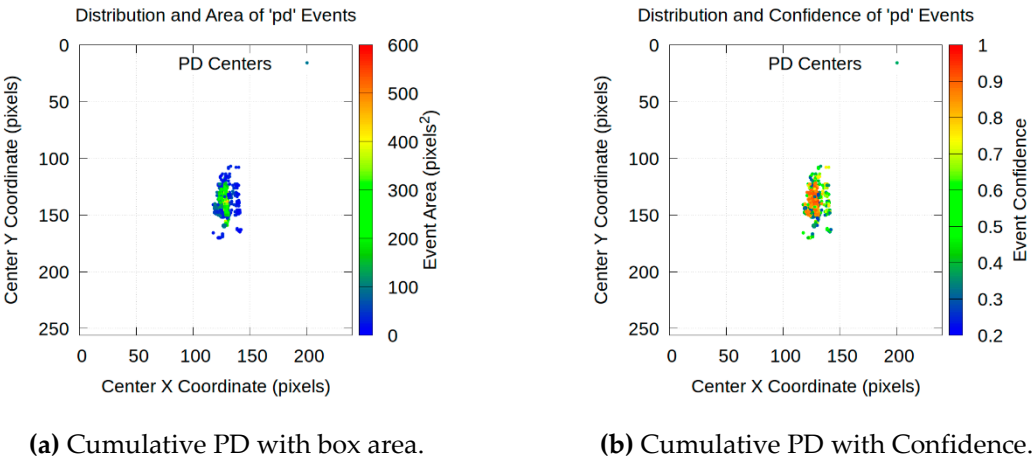 Distribution and Area of 'pd' Events
0
50
100
150
200
250
0 50 100 150 200
Center Y Coordinate (pixels)
Center X Coordinate (pixels)
PD Centers
600
500
400
300
200
100
0
Event Area (pixels²)
(a) Cumulative PD with box area.
Distribution and Confidence of 'pd' Events
0
50
100
150
200
250
0 50 100 150 200
Center Y Coordinate (pixels)
Center X Coordinate (pixels)
PD Centers
1
0.9
0.8
0.7
0.6
0.5
0.4
0.3
0.2
Event Confidence
(b) Cumulative PD with Confidence.